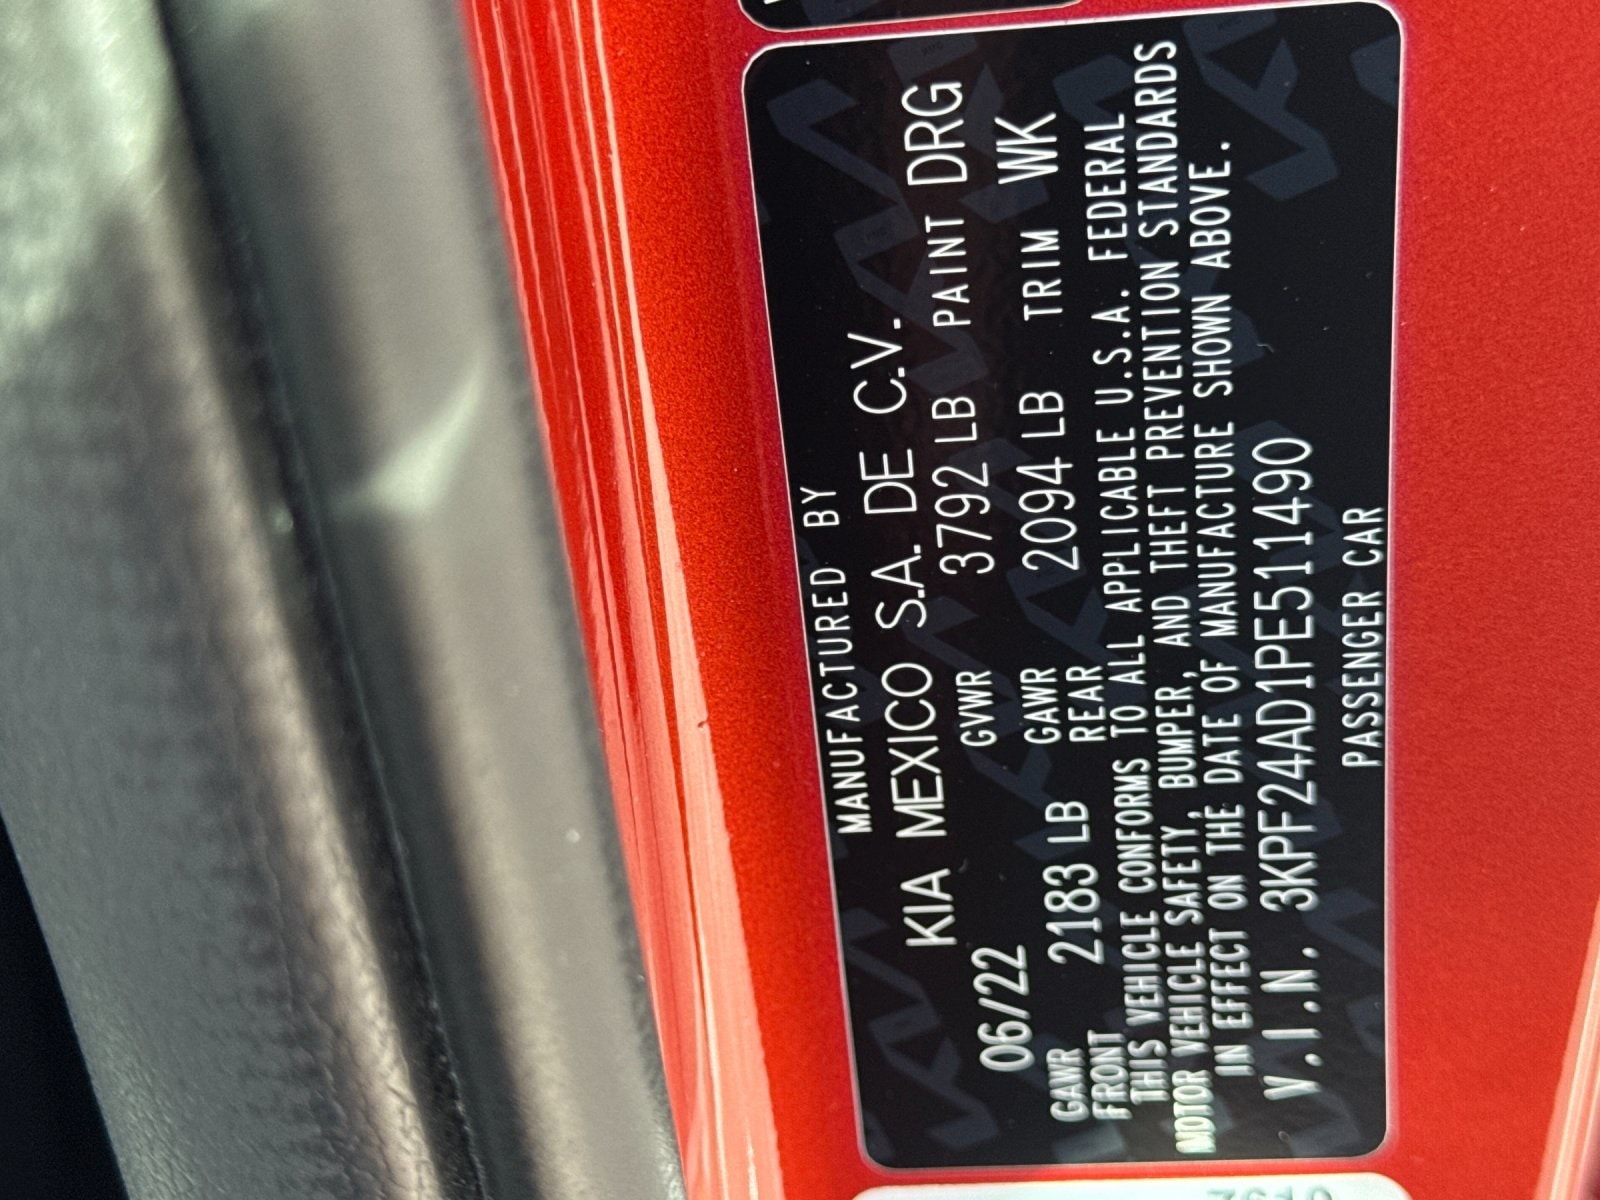 MANUFACTURED BY
KIA MEXICO S.A. DE C.V.
06/22 GVWR 3792 LB PAINT DRG
GAWR FRONT 2183 LB GAWR REAR 2094 LB TRIM WK
THIS VEHICLE CONFORMS TO ALL APPLICABLE U.S.A. FEDERAL
MOTOR VEHICLE SAFETY, BUMPER, AND THEFT PREVENTION STANDARDS
IN EFFECT ON THE DATE OF MANUFACTURE SHOWN ABOVE.
V.I.N. 3KPF24AD1PE511490
PASSENGER CAR